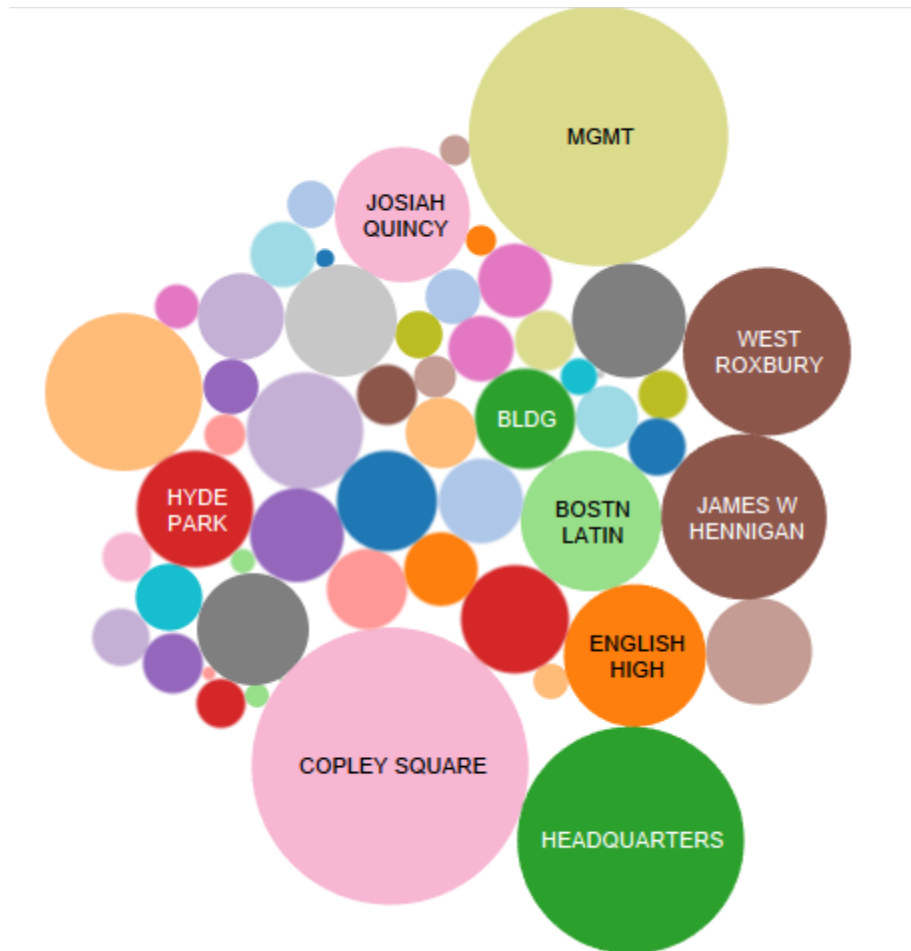 MGMT
JOSIAH
QUINCY
WEST
ROXBURY
BLDG
HYDE
PARK
BOSTN
LATIN
JAMES W
HENNIGAN
ENGLISH
HIGH
COPLEY SQUARE
HEADQUARTERS